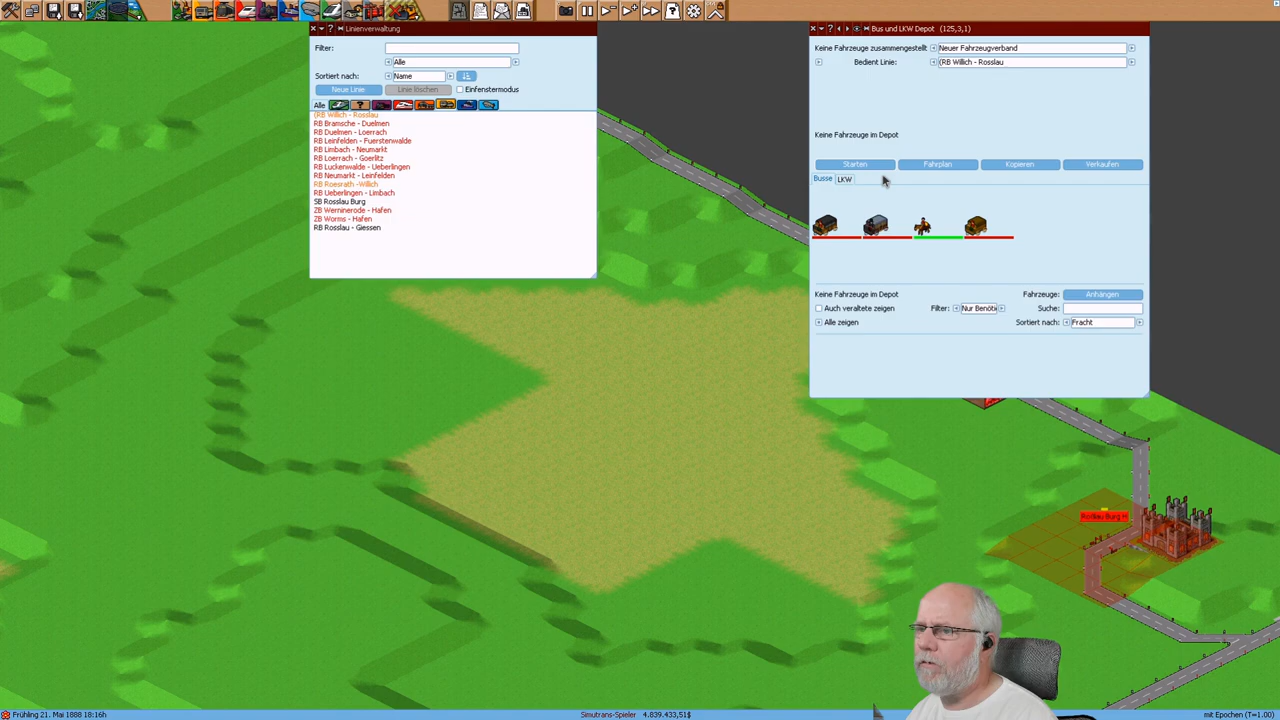 Linienverwaltung
Filter:
Alle
Sortiert nach:
Name
Neue Linie
Linie löschen
Einfenstermodus
Alle
(RB Willich - Rosslau
RB Bramsche - Duelmen
RB Duelmen - Loerrach
RB Leinfelden - Fuerstenwalde
RB Limbach - Neumarkt
RB Loerrach - Goerlitz
RB Luckenwalde - Ueberlingen
RB Neumarkt - Leinfelden
RB Roesrath -Willich
RB Ueberlingen - Limbach
SB Rosslau Burg
ZB Werninerode - Hafen
ZB Worms - Hafen
RB Rosslau - Giessen
Bus und LKW Depot (125,3,1)
Keine Fahrzeuge zusammengestellt
Neuer Fahrzeugverband
Bedient Linie:
(RB Willich - Rosslau
Keine Fahrzeuge im Depot
Starten
Fahrplan
Kopieren
Verkaufen
Busse
LKW
Keine Fahrzeuge im Depot
Fahrzeuge:
Anhängen
Auch veraltete zeigen
Filter:
Nur Benöti
Suche:
Alle zeigen
Sortiert nach:
Fracht
Rosslau Burg H
Frühling 21. Mai 1888 18:16h
Simutrans-Spieler
4.839.433,51$
mit Epochen (T=1.00)